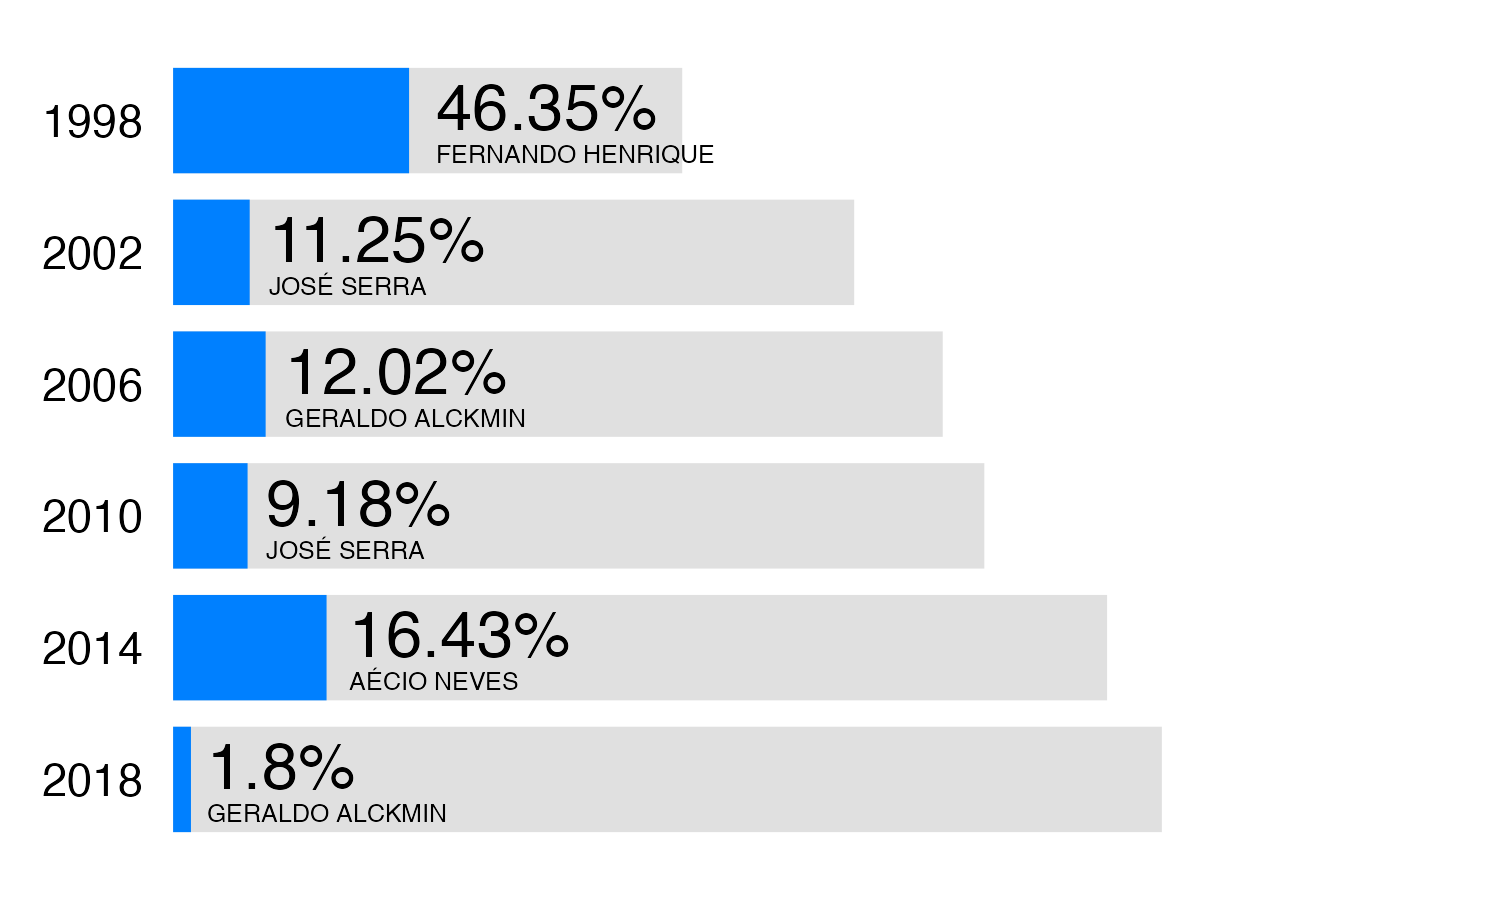 1998
46.35%
FERNANDO HENRIQUE
2002
11.25%
JOSÉ SERRA
2006
12.02%
GERALDO ALCKMIN
2010
9.18%
JOSÉ SERRA
2014
16.43%
AÉCIO NEVES
2018
1.8%
GERALDO ALCKMIN